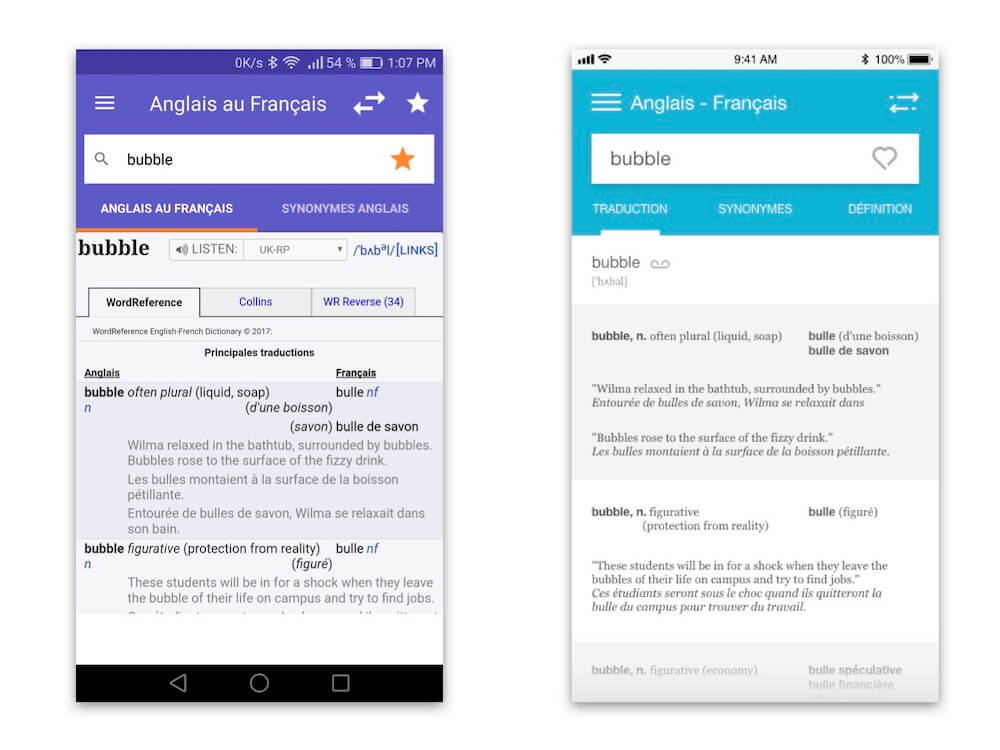 0K/s 54 % 1:07 PM
Anglais au Français
bubble
ANGLAIS AU FRANÇAIS SYNONYMES ANGLAIS
bubble LISTEN: UK-RP /ˈbʌbᵊl/[LINKS]
WordReference Collins WR Reverse (34)
WordReference English-French Dictionary © 2017:
Principales traductions
Anglais Français
bubble often plural (liquid, soap) bulle nf
n (d'une boisson)
(savon) bulle de savon
Wilma relaxed in the bathtub, surrounded by bubbles.
Bubbles rose to the surface of the fizzy drink.
Les bulles montaient à la surface de la boisson
pétillante.
Entourée de bulles de savon, Wilma se relaxait dans
son bain.
bubble figurative (protection from reality) bulle nf
n (figuré)
These students will be in for a shock when they leave
the bubble of their life on campus and try to find jobs.
9:41 AM 100%
Anglais - Français
bubble
TRADUCTION SYNONYMES DÉFINITION
bubble
[ˈbʌbəl]
bubble, n. often plural (liquid, soap) bulle (d'une boisson)
bulle de savon
"Wilma relaxed in the bathtub, surrounded by bubbles."
Entourée de bulles de savon, Wilma se relaxait dans
"Bubbles rose to the surface of the fizzy drink."
Les bulles montaient à la surface de la boisson pétillante.
bubble, n. figurative bulle (figuré)
(protection from reality)
"These students will be in for a shock when they leave the
bubbles of their life on campus and try to find jobs."
Ces étudiants seront sous le choc quand ils quitteront la
bulle du campus pour trouver du travail.
bubble, n. figurative (economy) bulle spéculative
bulle financière